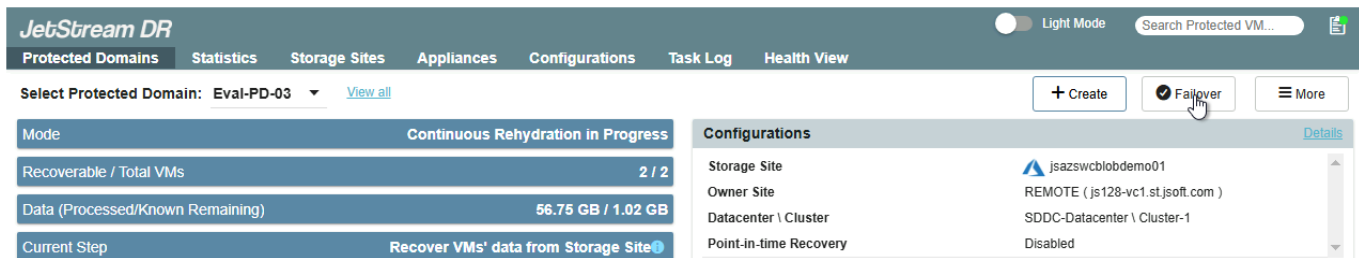 JetStream DR
Light Mode
Search Protected VM...
Protected Domains Statistics Storage Sites Appliances Configurations Task Log Health View
Select Protected Domain: Eval-PD-03 View all
+ Create Failover More
Mode Continuous Rehydration in Progress
Recoverable / Total VMs 2 / 2
Data (Processed/Known Remaining) 56.75 GB / 1.02 GB
Current Step Recover VMs' data from Storage Site
Configurations Details
Storage Site jsazswcblobdemo01
Owner Site REMOTE ( js128-vc1.st.jsoft.com )
Datacenter \ Cluster SDDC-Datacenter \ Cluster-1
Point-in-time Recovery Disabled